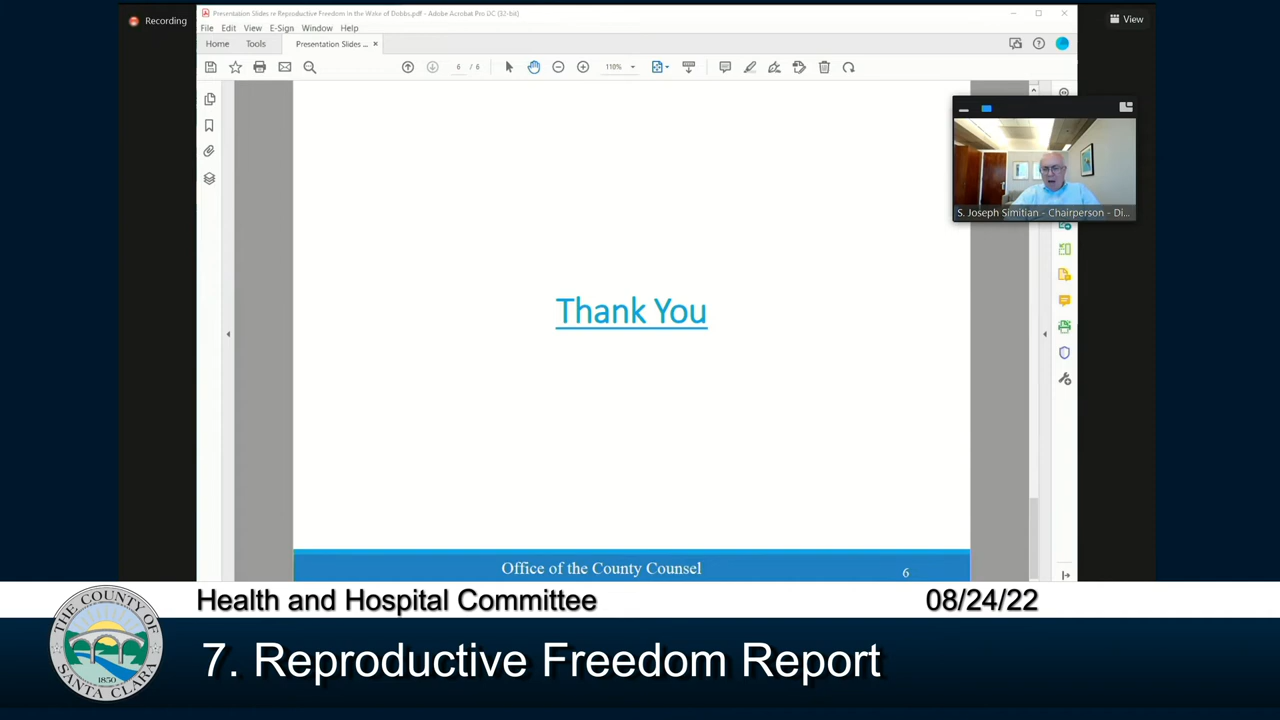 Recording
Presentation Slides re Reproductive Freedom in the Wake of Dobbs.pdf - Adobe Acrobat Pro DC (32-bit)
View
File Edit View E-Sign Window Help
Home Tools Presentation Slides ... ×
6 / 6 110%
S. Joseph Simitian - Chairperson - Di...
Thank You
Office of the County Counsel 6
Health and Hospital Committee 08/24/22
7. Reproductive Freedom Report
THE COUNTY OF SANTA CLARA
1850